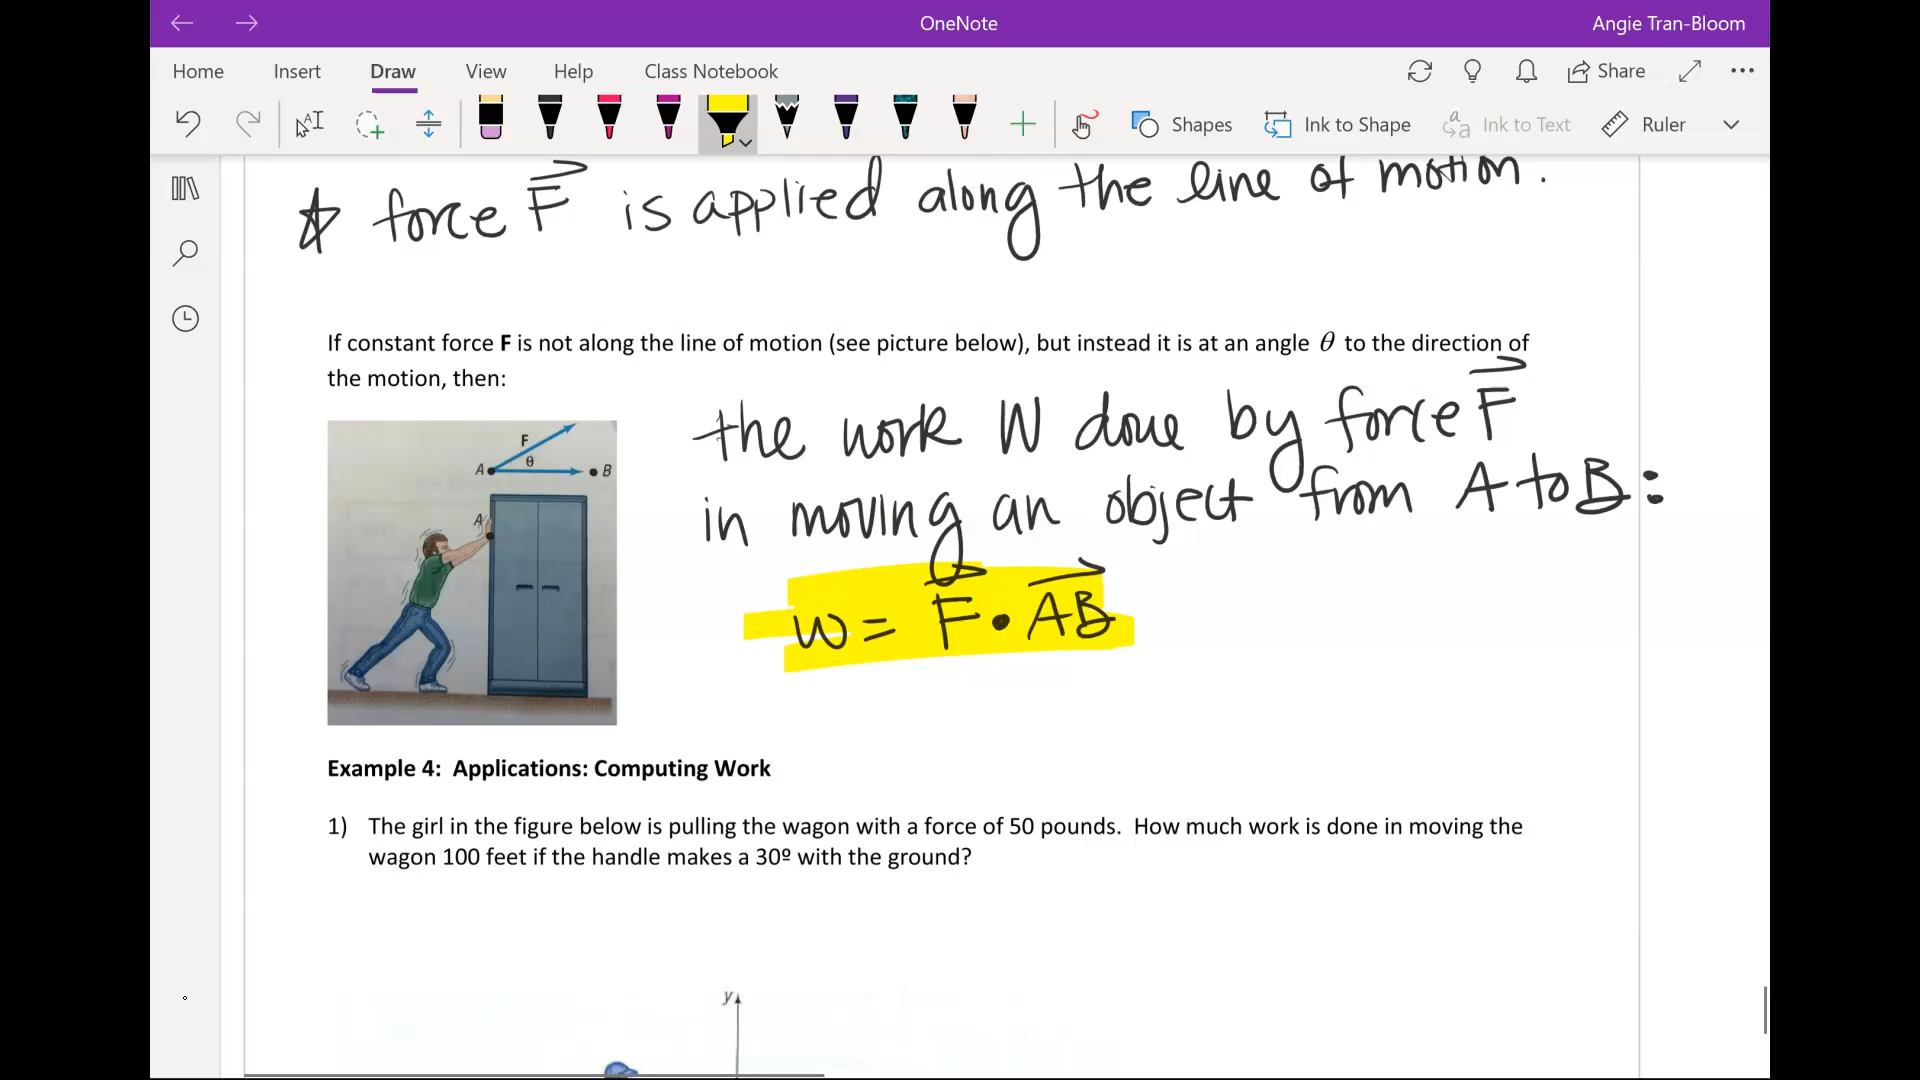 OneNote
Angie Tran-Bloom
Home Insert Draw View Help Class Notebook
Share
Shapes Ink to Shape Ink to Text Ruler
force F is applied along the line of motion.
If constant force F is not along the line of motion (see picture below), but instead it is at an angle θ to the direction of
the motion, then:
the work W done by force F
in moving an object from A to B:
W = F • AB
F
A θ B
A
Example 4: Applications: Computing Work
1) The girl in the figure below is pulling the wagon with a force of 50 pounds. How much work is done in moving the
wagon 100 feet if the handle makes a 30º with the ground?
y